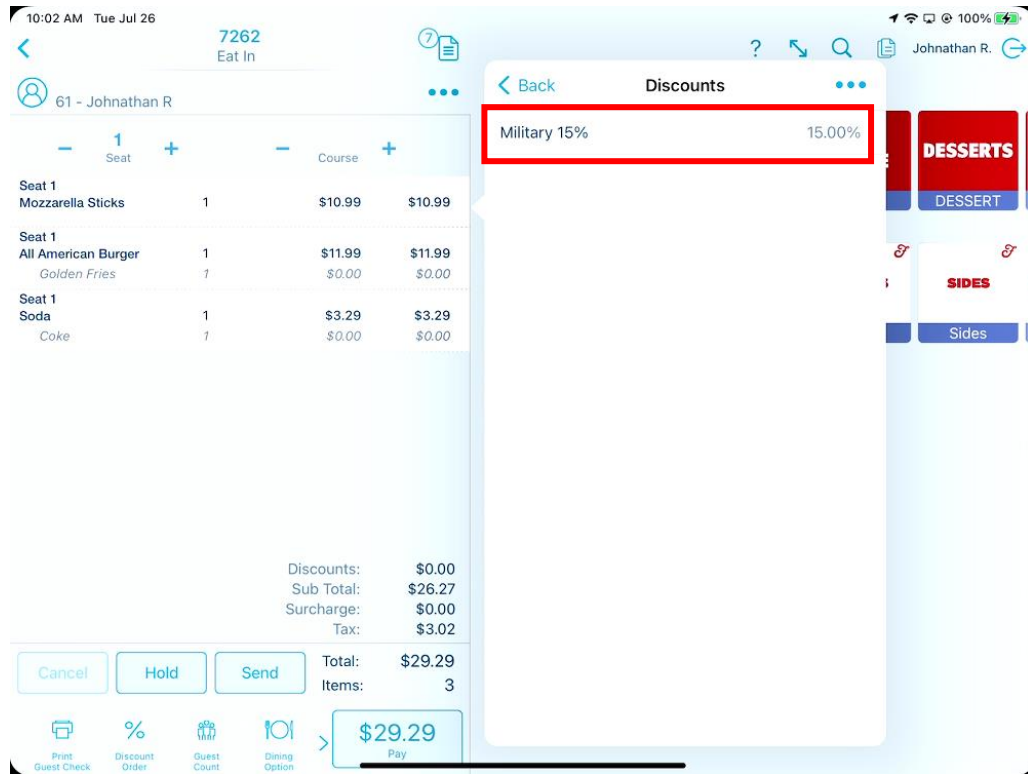 10:02 AM Tue Jul 26
100%
7262
Eat In
7
?
Johnathan R.
61 - Johnathan R
Back
Discounts
Military 15% 15.00%
1
Seat
Course
Seat 1
Mozzarella Sticks 1 $10.99 $10.99
Seat 1
All American Burger 1 $11.99 $11.99
Golden Fries 1 $0.00 $0.00
Seat 1
Soda 1 $3.29 $3.29
Coke 1 $0.00 $0.00
DESSERTS
DESSERT
SIDES
Sides
Discounts: $0.00
Sub Total: $26.27
Surcharge: $0.00
Tax: $3.02
Cancel
Hold
Send
Total: $29.29
Items: 3
Print
Guest Check
%
Discount
Order
Guest
Count
Dining
Option
$29.29
Pay